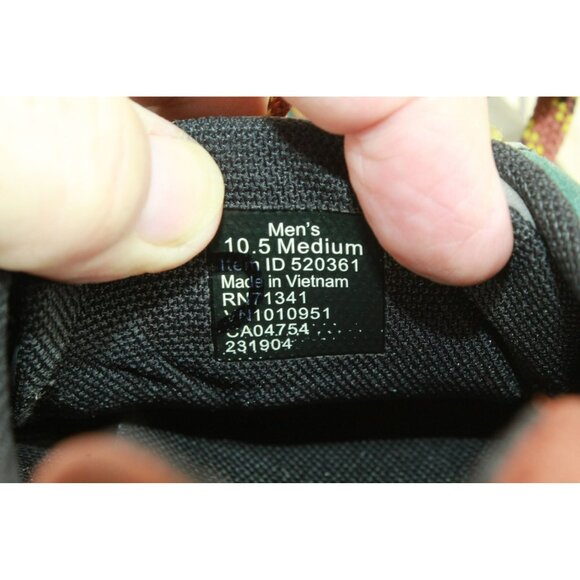 Men's
10.5 Medium
Item ID 520361
Made in Vietnam
RN71341
VN1010951
CA04754
231904